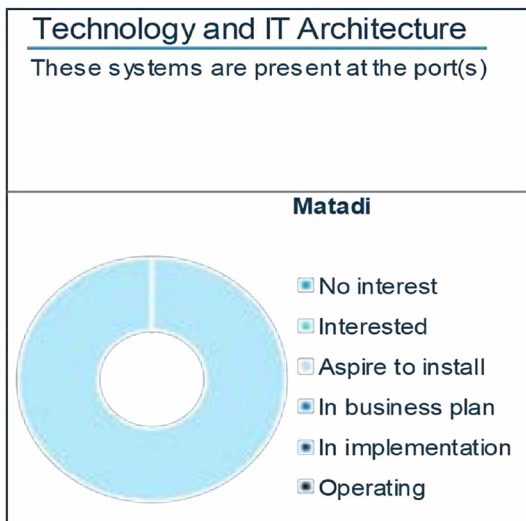 Technology and IT Architecture
These systems are present at the port(s)
Matadi
No interest
Interested
Aspire to install
In business plan
In implementation
Operating